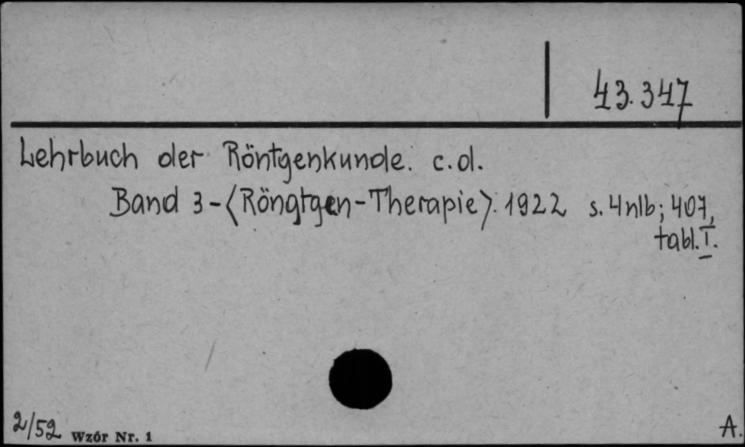 43.347
Lehrbuch der Röntgenkunde. c.d.
Band 3-<Röngtgen-Therapie>. 1922 s. 4nlb; 407,
tabl. I.
2/52 Wzór Nr. 1
A.